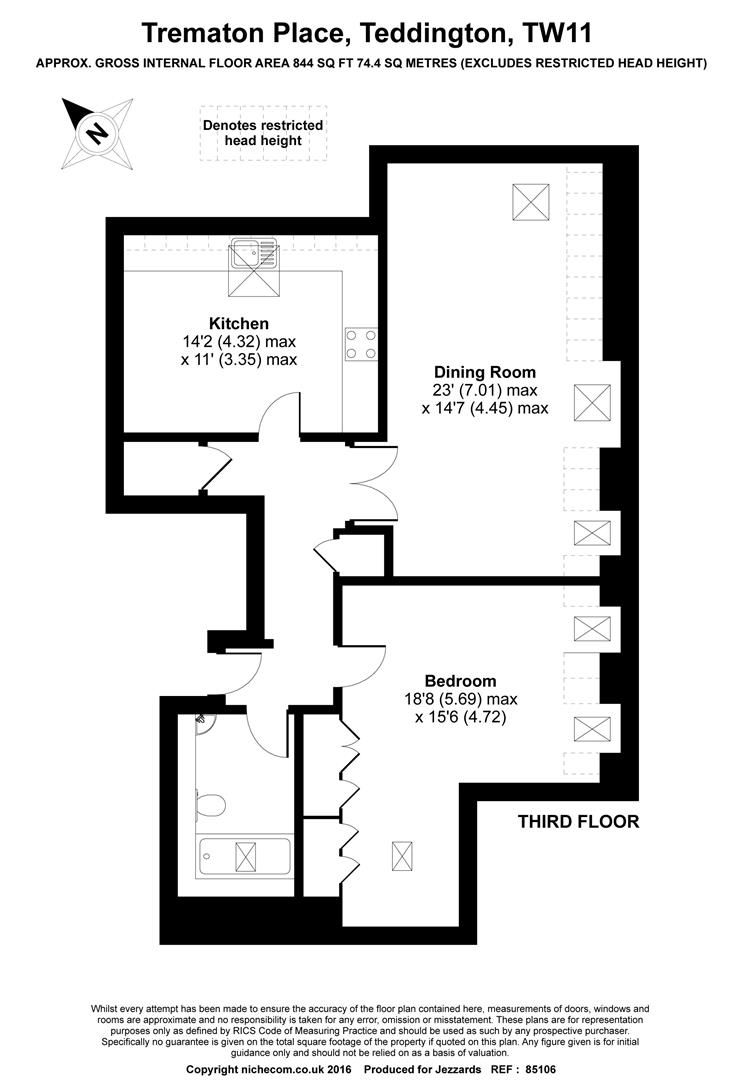 Trematon Place, Teddington, TW11
APPROX. GROSS INTERNAL FLOOR AREA 844 SQ FT 74.4 SQ METRES (EXCLUDES RESTRICTED HEAD HEIGHT)
N
Denotes restricted
head height
Kitchen
14'2 (4.32) max
x 11' (3.35) max
Dining Room
23' (7.01) max
x 14'7 (4.45) max
Bedroom
18'8 (5.69) max
x 15'6 (4.72)
THIRD FLOOR
Whilst every attempt has been made to ensure the accuracy of the floor plan contained here, measurements of doors, windows and
rooms are approximate and no responsibility is taken for any error, omission or misstatement. These plans are for representation
purposes only as defined by RICS Code of Measuring Practice and should be used as such by any prospective purchaser.
Specifically no guarantee is given on the total square footage of the property if quoted on this plan. Any figure given is for initial
guidance only and should not be relied on as a basis of valuation.
Copyright nichecom.co.uk 2016 Produced for Jezzards REF : 85106